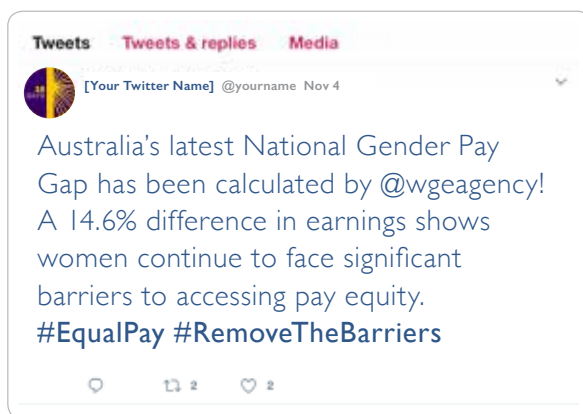 Tweets Tweets & replies Media
[Your Twitter Name] @yourname Nov 4
Australia’s latest National Gender Pay
Gap has been calculated by @wgeagency!
A 14.6% difference in earnings shows
women continue to face significant
barriers to accessing pay equity.
#EqualPay #RemoveTheBarriers
2 2